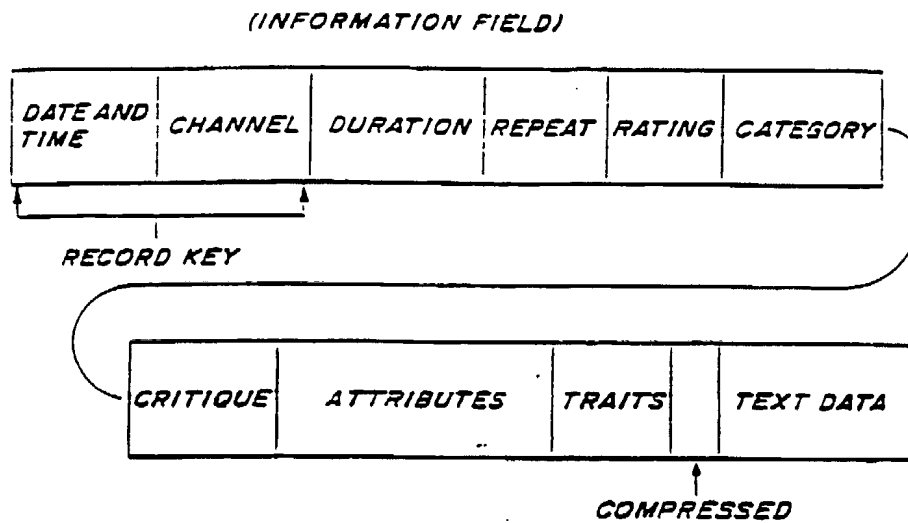 (INFORMATION FIELD)
DATE AND
TIME
CHANNEL
DURATION
REPEAT
RATING
CATEGORY
RECORD KEY
CRITIQUE
ATTRIBUTES
TRAITS
TEXT DATA
COMPRESSED